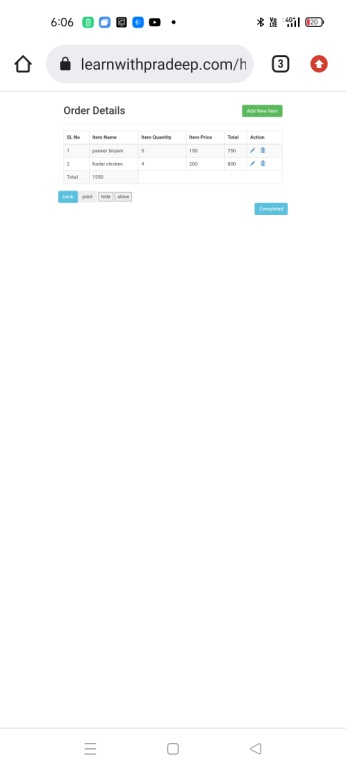 6:06
20
learnwithpradeep.com/h
3
Order Details
Add New Item
SL No Item Name Item Quantity Item Price Total Action
1 paneer biryani 5 150 750
2 Kadai chicken 4 200 800
Total 1550
back print hide show
Completed